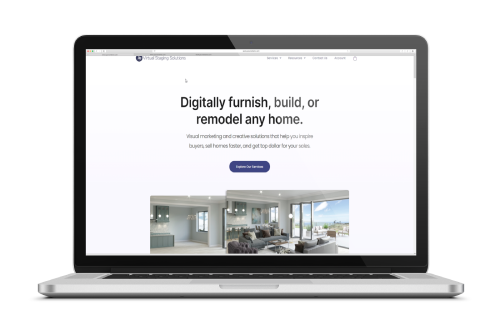 Virtual Staging Solutions
Services Resources Contact Us Account
Digitally furnish, build, or
remodel any home.
Visual marketing and creative solutions that help you inspire
buyers, sell homes faster, and get top dollar for your sales.
Explore Our Services